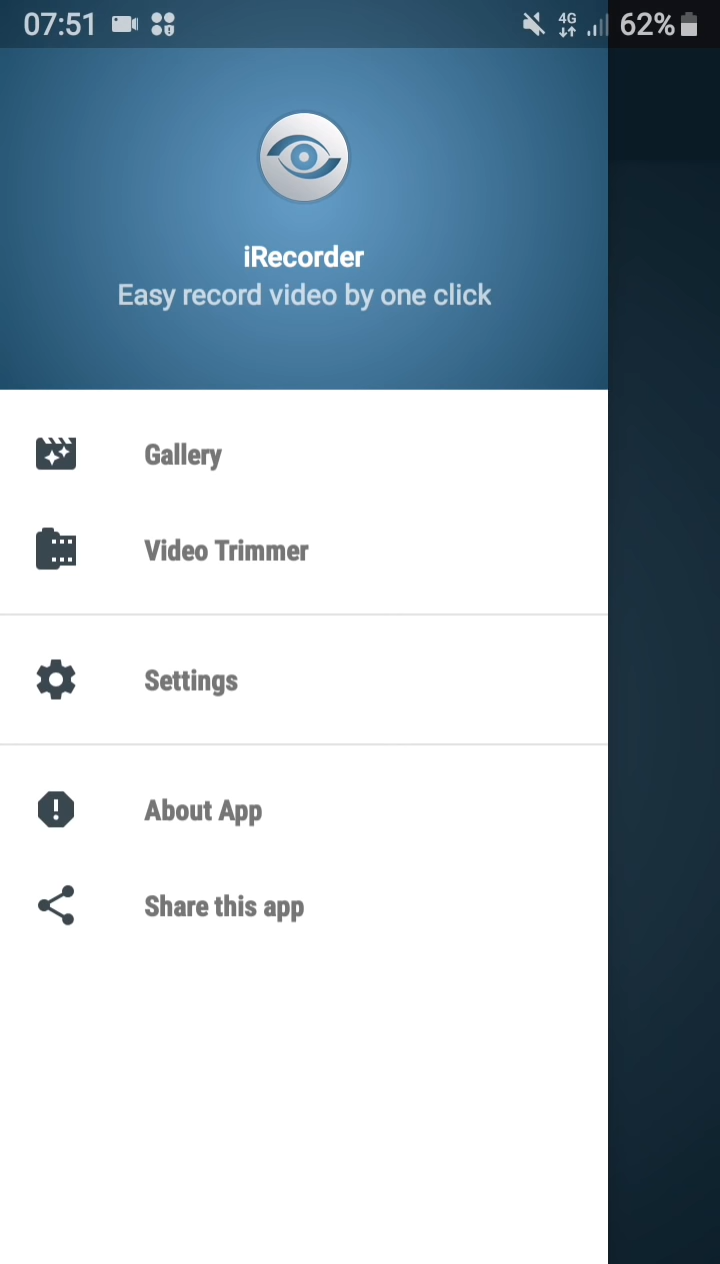 07:51
4G
62%
iRecorder
Easy record video by one click
Gallery
Video Trimmer
Settings
About App
Share this app